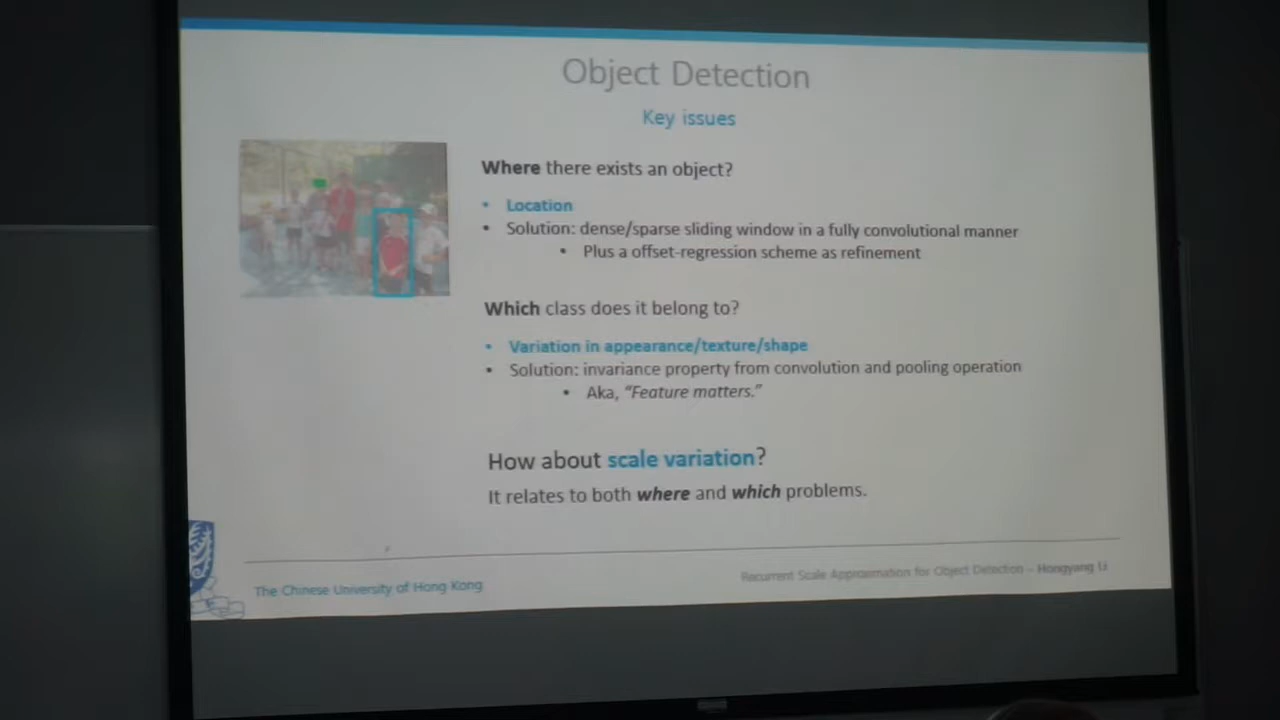 Object Detection
Key issues
Where there exists an object?
• Location
• Solution: dense/sparse sliding window in a fully convolutional manner
• Plus a offset-regression scheme as refinement
Which class does it belong to?
• Variation in appearance/texture/shape
• Solution: invariance property from convolution and pooling operation
• Aka, “Feature matters.”
How about scale variation?
It relates to both where and which problems.
The Chinese University of Hong Kong
Recurrent Scale Approximation for Object Detection – Hongyang Li